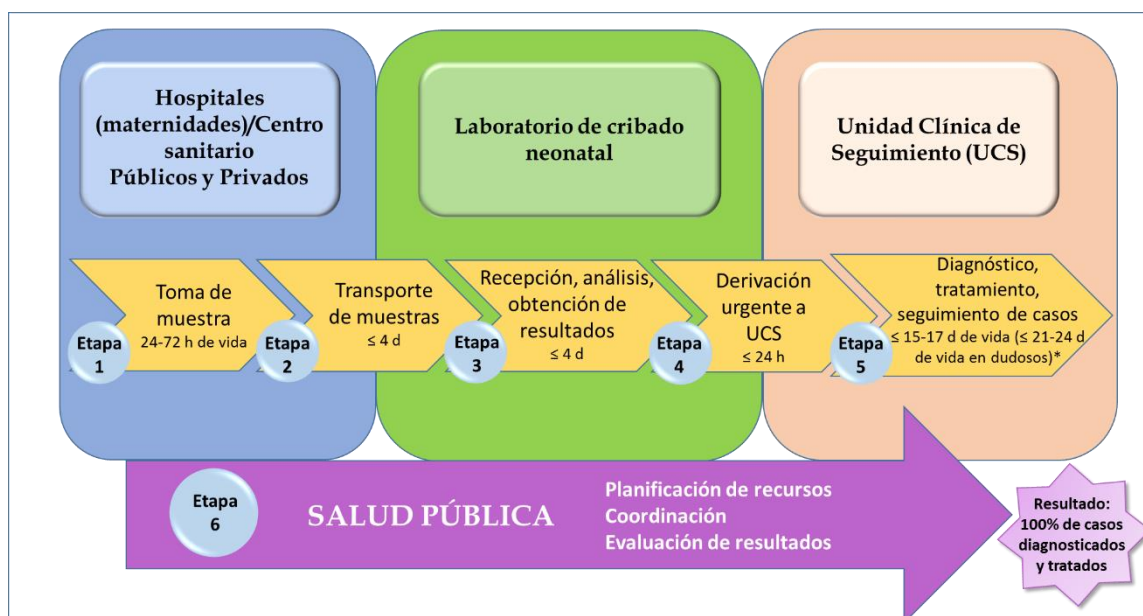 Hospitales
(maternidades)/Centro
sanitario
Públicos y Privados
Laboratorio de cribado
neonatal
Unidad Clínica de
Seguimiento (UCS)
Etapa
1
Toma de
muestra
24-72 h de vida
Etapa
2
Transporte
de muestras
≤ 4 d
Etapa
3
Recepción, análisis,
obtención de
resultados
≤ 4 d
Etapa
4
Derivación
urgente a
UCS
≤ 24 h
Etapa
5
Diagnóstico,
tratamiento,
seguimiento de casos
≤ 15-17 d de vida (≤ 21-24 d
de vida en dudosos)*
Etapa
6
SALUD PÚBLICA
Planificación de recursos
Coordinación
Evaluación de resultados
Resultado:
100% de casos
diagnosticados
y tratados